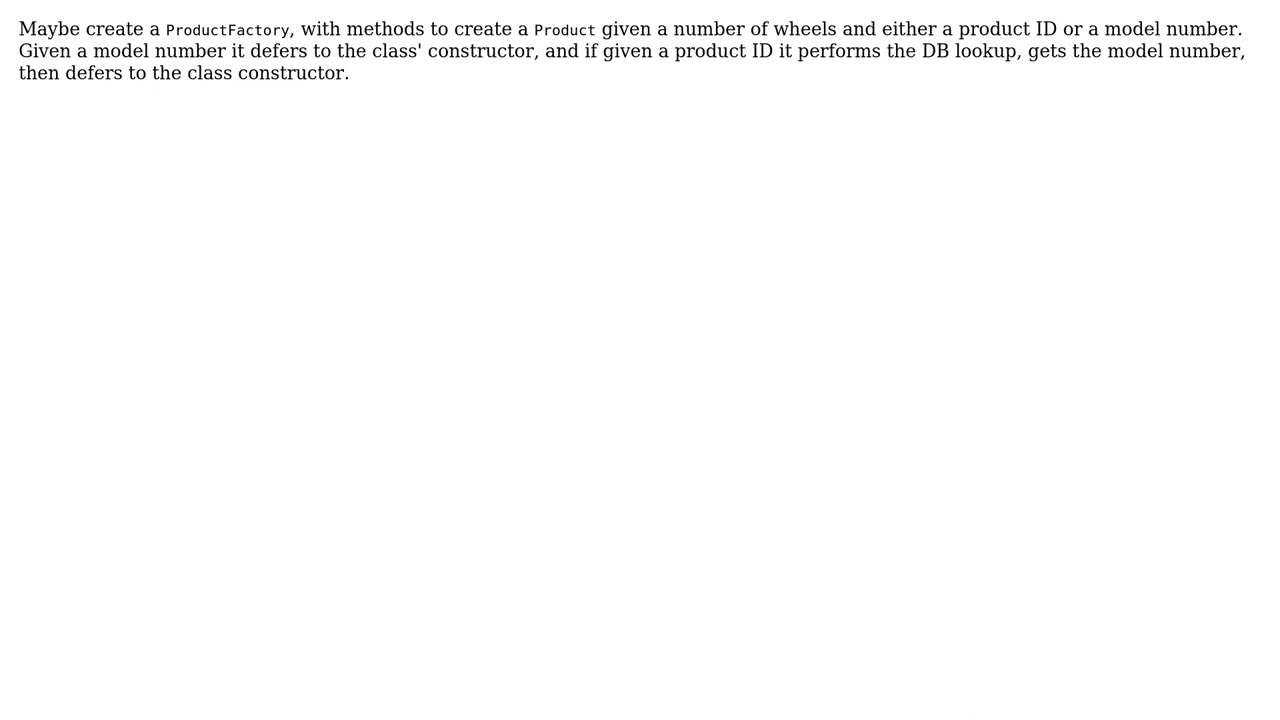 Maybe create a ProductFactory, with methods to create a Product given a number of wheels and either a product ID or a model number.
Given a model number it defers to the class' constructor, and if given a product ID it performs the DB lookup, gets the model number,
then defers to the class constructor.